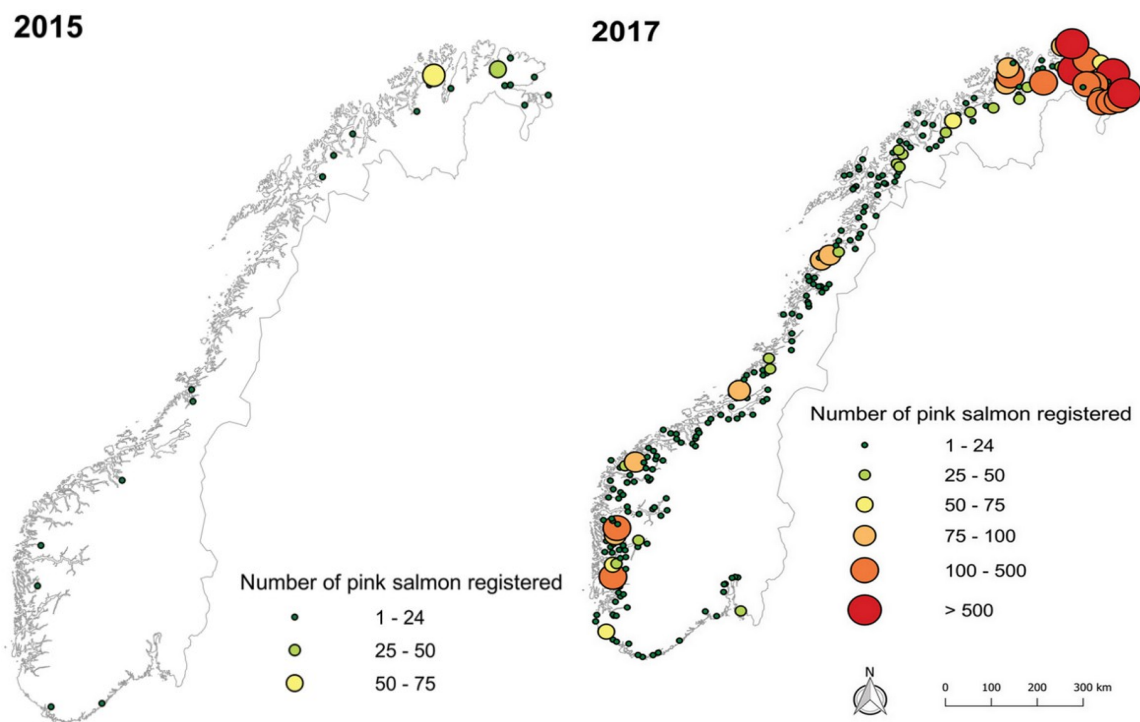 2015
Number of pink salmon registered
1 - 24
25 - 50
50 - 75
2017
Number of pink salmon registered
1 - 24
25 - 50
50 - 75
75 - 100
100 - 500
> 500
N
0 100 200 300 km